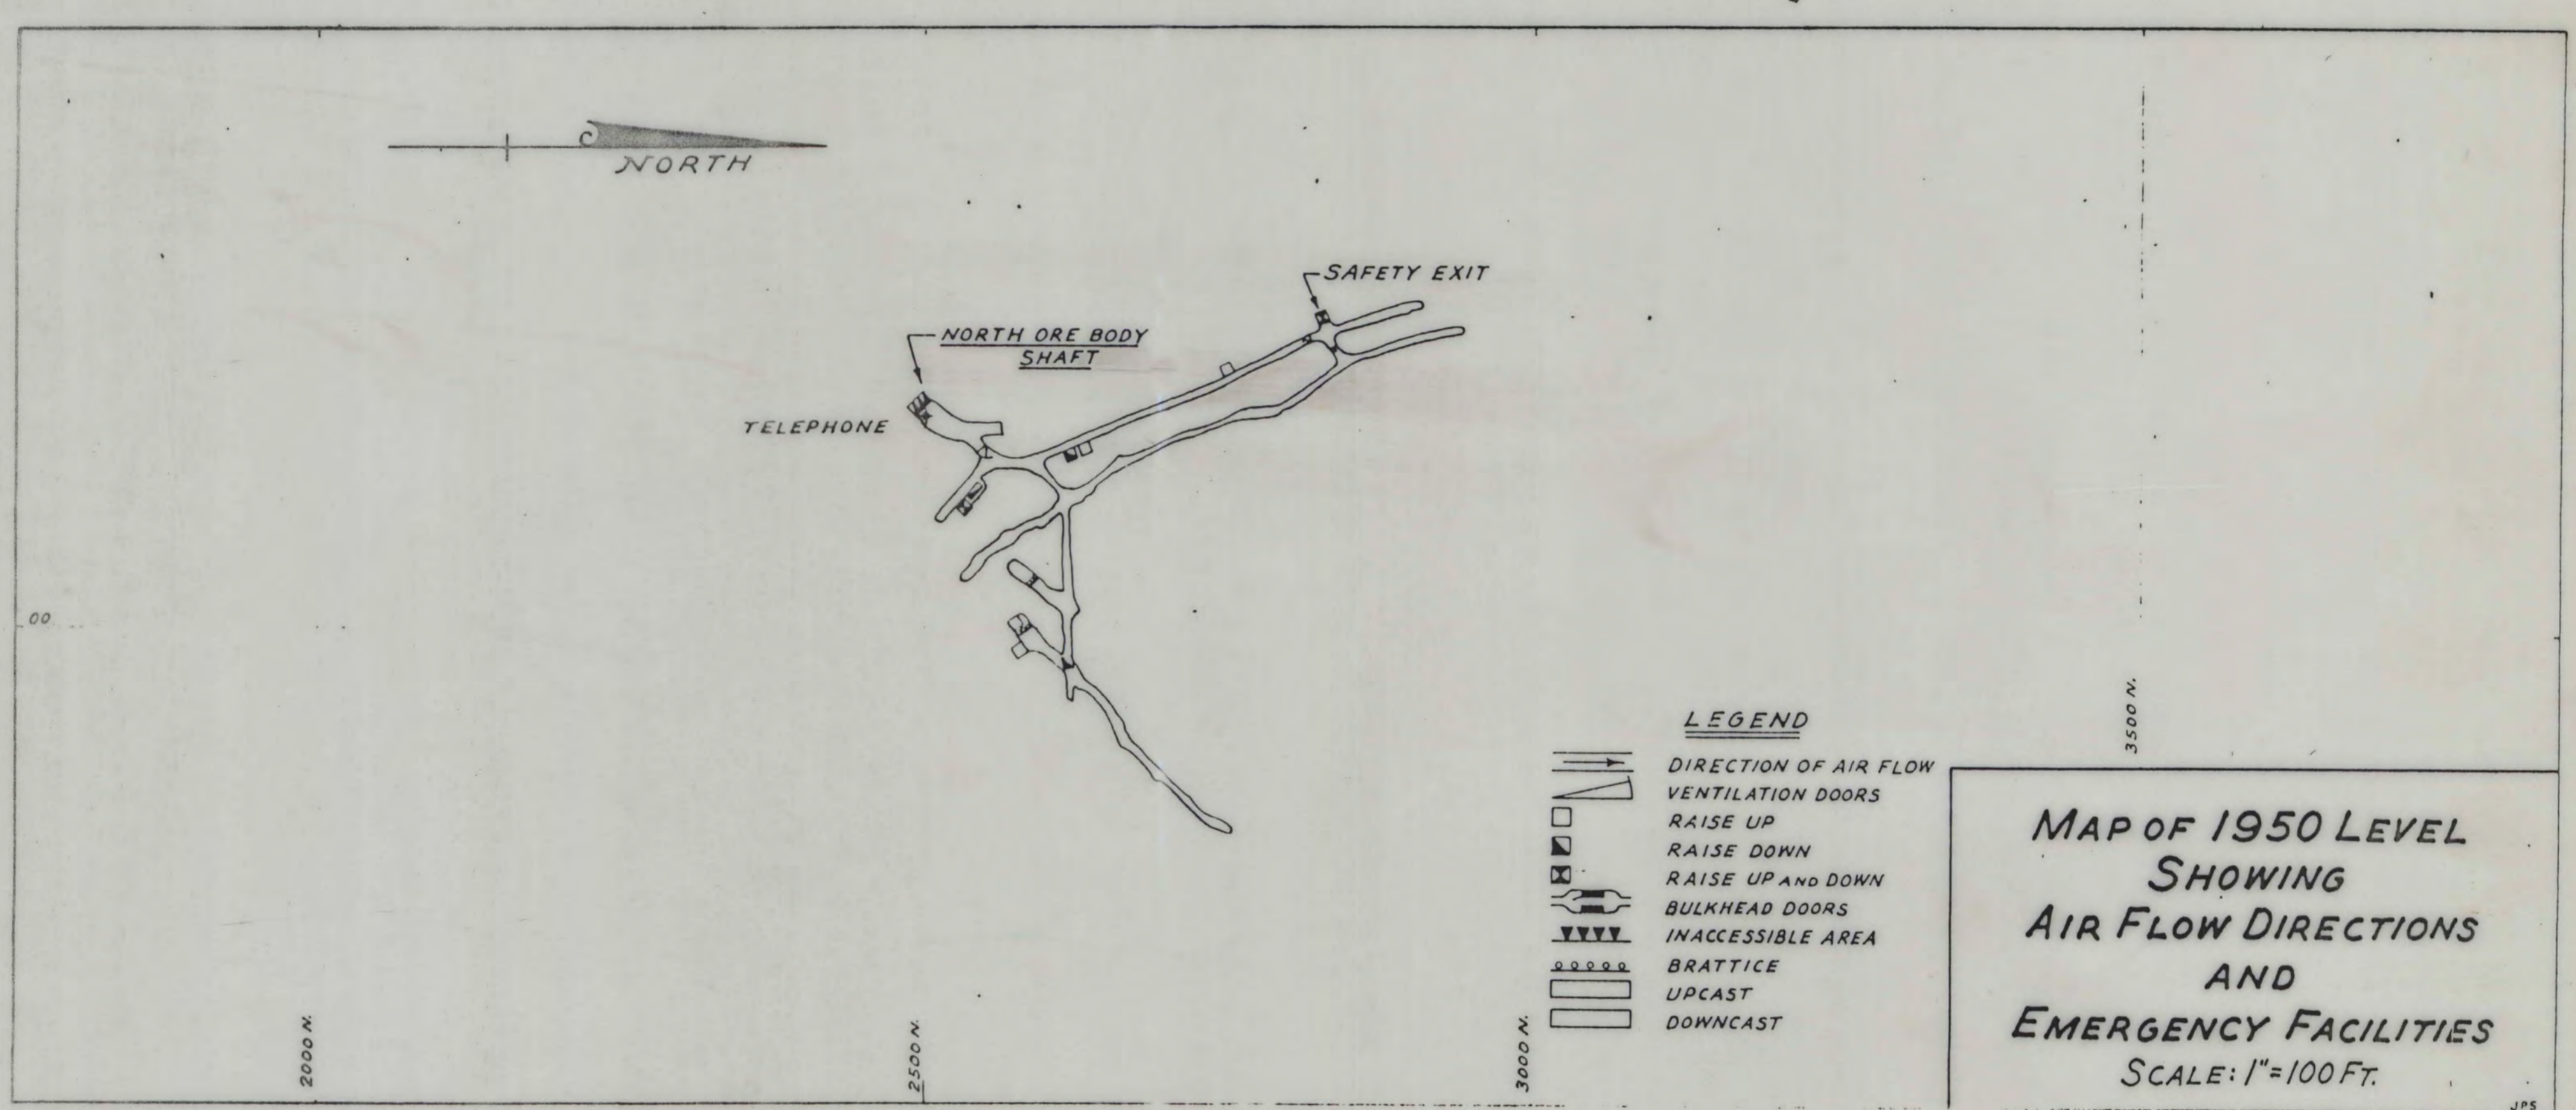 NORTH
SAFETY EXIT
NORTH ORE BODY
SHAFT
TELEPHONE
00
3500 N.
LEGEND
DIRECTION OF AIR FLOW
VENTILATION DOORS
RAISE UP
RAISE DOWN
RAISE UP AND DOWN
BULKHEAD DOORS
INACCESSIBLE AREA
BRATTICE
UPCAST
DOWNCAST
2000 N.
2500 N.
3000 N.
MAP OF 1950 LEVEL
SHOWING
AIR FLOW DIRECTIONS
AND
EMERGENCY FACILITIES
SCALE: 1"=100 FT.
JPS